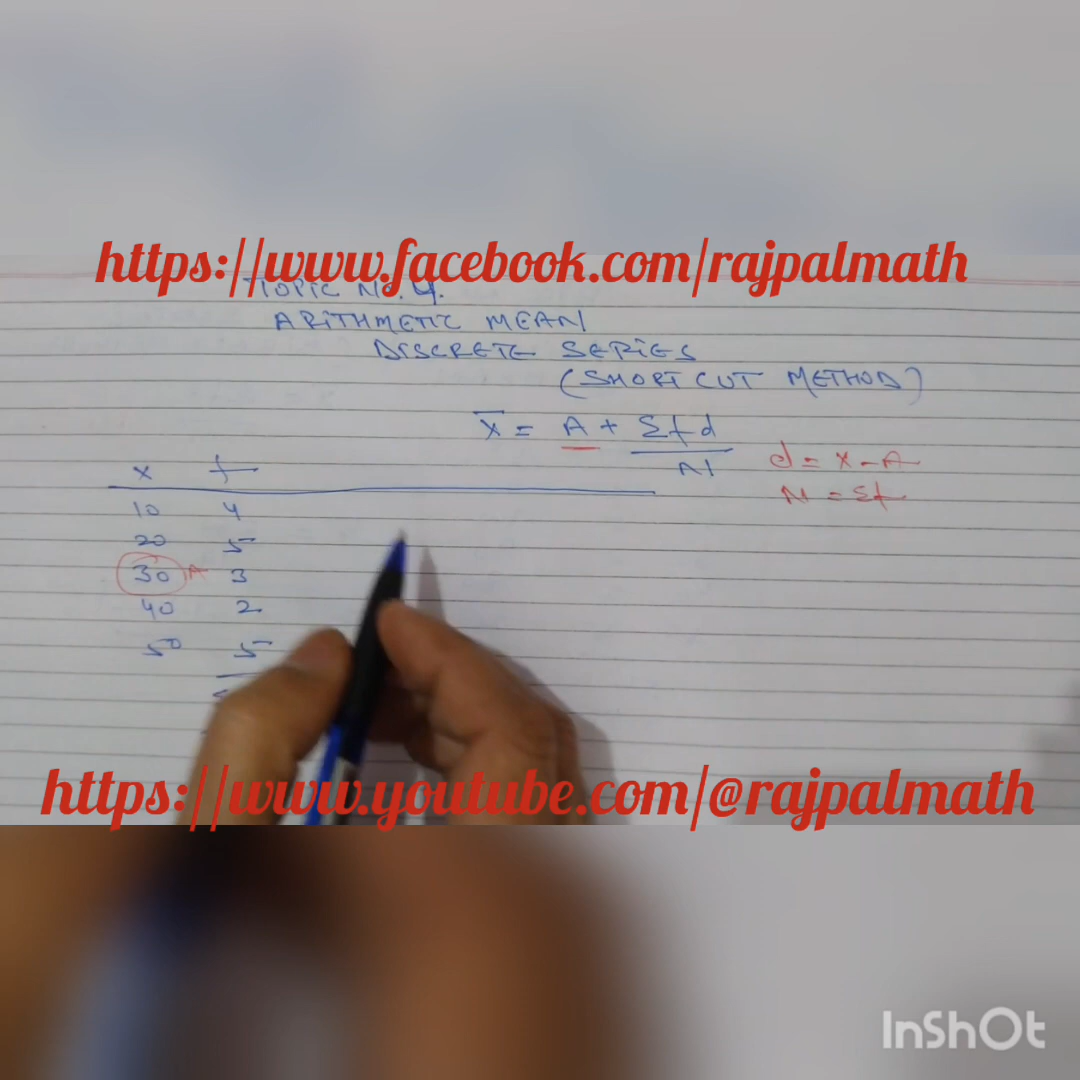 https://www.facebook.com/rajpalmath
TOPIC NO. 4.
ARITHMETIC MEAN
DISCRETE SERIES
(SHORT CUT METHOD)
X̄ = A + Σfd
N
d = X - A
N = Σf
X f
10 4
20 5
30 A 3
40 2
50 5
https://www.youtube.com/@rajpalmath
InShOt